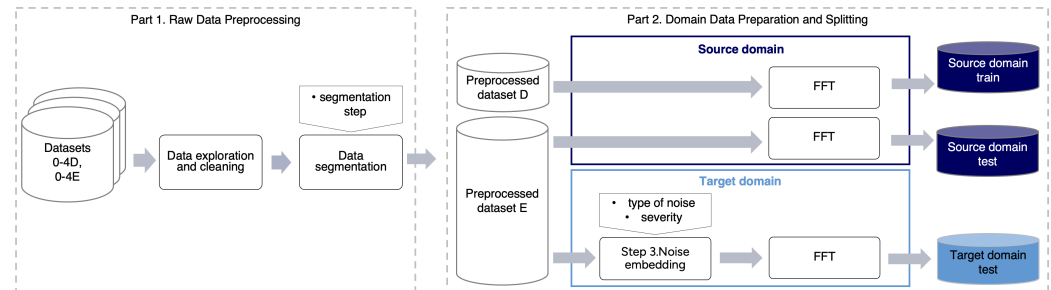 Part 1. Raw Data Preprocessing
Datasets
0-4D,
0-4E
Data exploration
and cleaning
• segmentation
step
Data
segmentation
Part 2. Domain Data Preparation and Splitting
Preprocessed
dataset D
Preprocessed
dataset E
Source domain
FFT
FFT
Source domain
train
Source domain
test
Target domain
• type of noise
• severity
Step 3.Noise
embedding
FFT
Target domain
test